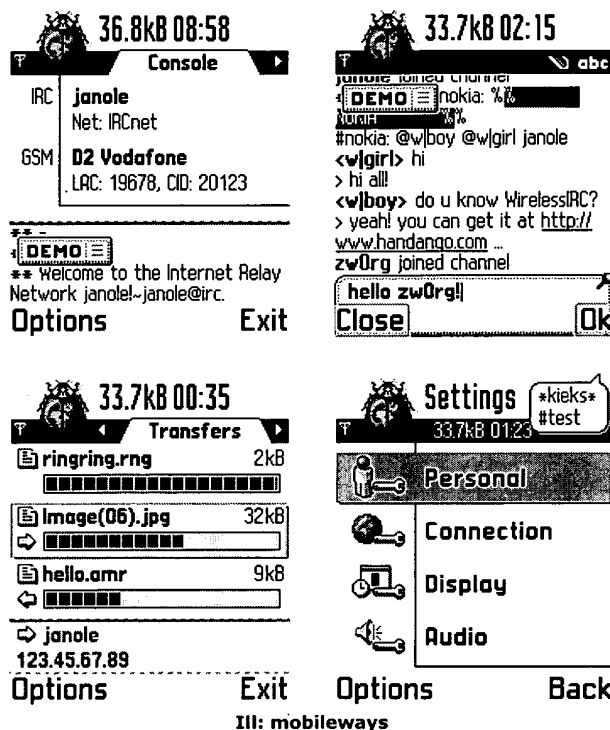 36.8kB 08:58
Console
IRC janole
Net: IRCnet
GSM D2 Vodafone
LAC: 19678, CID: 20123
** -
DEMO
** Welcome to the Internet Relay
Network janole!~janole@irc.
Options Exit
33.7kB 02:15
abc
janole joined channel
DEMO nokia: %
%
#nokia: @w|boy @w|girl janole
<w|girl> hi
> hi all!
<w|boy> do u know WirelessIRC?
> yeah! you can get it at http://
www.handango.com ...
zw0rg joined channel
hello zw0rg!
Close Ok
33.7kB 00:35
Transfers
ringring.rng 2kB
Image(06).jpg 32kB
hello.amr 9kB
janole
123.45.67.89
Options Exit
Settings
*kieks*
#test
33.7kB 01:23
Personal
Connection
Display
Audio
Options Back
Ill: mobileways